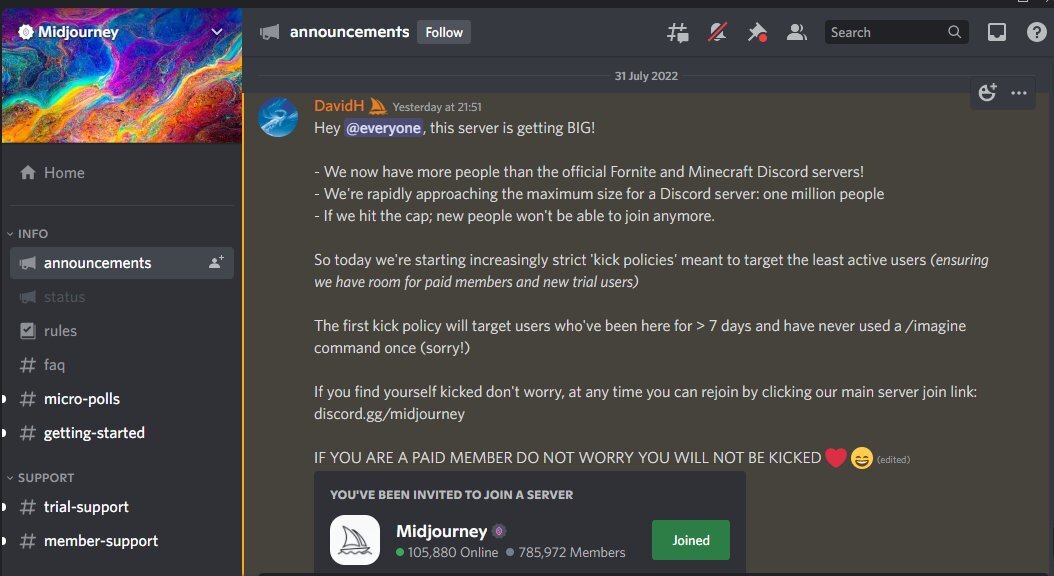 Midjourney
announcements
Follow
Search
31 July 2022
Home
INFO
announcements
status
rules
faq
micro-polls
getting-started
SUPPORT
trial-support
member-support
DavidH Yesterday at 21:51
Hey @everyone, this server is getting BIG!
- We now have more people than the official Fornite and Minecraft Discord servers!
- We're rapidly approaching the maximum size for a Discord server: one million people
- If we hit the cap; new people won't be able to join anymore.
So today we're starting increasingly strict 'kick policies' meant to target the least active users (ensuring
we have room for paid members and new trial users)
The first kick policy will target users who've been here for > 7 days and have never used a /imagine
command once (sorry!)
If you find yourself kicked don't worry, at any time you can rejoin by clicking our main server join link:
discord.gg/midjourney
IF YOU ARE A PAID MEMBER DO NOT WORRY YOU WILL NOT BE KICKED ❤️😄 (edited)
YOU'VE BEEN INVITED TO JOIN A SERVER
Midjourney
105,880 Online 785,972 Members
Joined